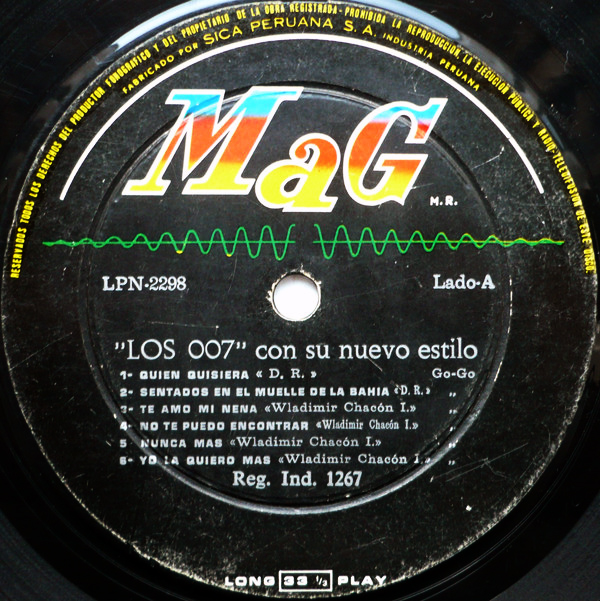 RESERVADOS TODOS LOS DERECHOS DEL PRODUCTOR FONOGRAFICO Y DEL PROPIETARIO DE LA OBRA REGISTRADA - PROHIBIDA LA REPRODUCCION, LA EJECUCION PUBLICA Y RADIO-TELEDIFUSION DE ESTE DISCO
FABRICADO POR SICA PERUANA S. A. INDUSTRIA PERUANA
MaG
M.R.
LPN-2298 Lado-A
"LOS 007" con su nuevo estilo
1- QUIEN QUISIERA « D. R. » Go-Go
2- SENTADOS EN EL MUELLE DE LA BAHIA «D. R.» "
3- TE AMO MI NENA «Wladimir Chacón I.» "
4- NO TE PUEDO ENCONTRAR «Wladimir Chacón I.» "
5 NUNCA MAS «Wladimir Chacón I.» "
6- YO LA QUIERO MAS «Wladimir Chacón I.» "
Reg. Ind. 1267
LONG 33 1/3 PLAY